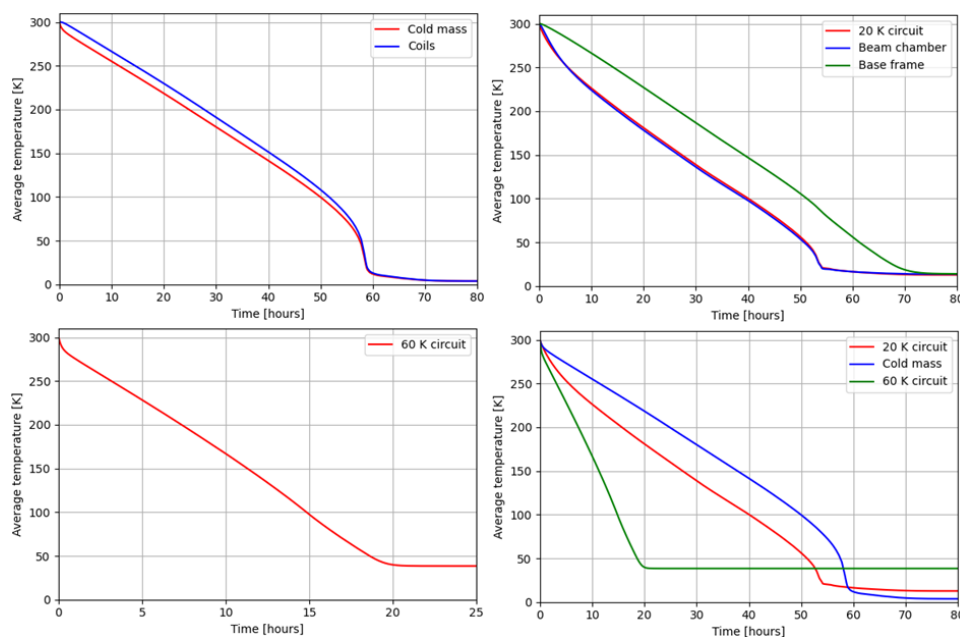 300
250
200
150
100
50
0
Average temperature [K]
Cold mass
Coils
0 10 20 30 40 50 60 70 80
Time [hours]
300
250
200
150
100
50
0
Average temperature [K]
20 K circuit
Beam chamber
Base frame
0 10 20 30 40 50 60 70 80
Time [hours]
300
250
200
150
100
50
0
Average temperature [K]
60 K circuit
0 5 10 15 20 25
Time [hours]
300
250
200
150
100
50
0
Average temperature [K]
20 K circuit
Cold mass
60 K circuit
0 10 20 30 40 50 60 70 80
Time [hours]